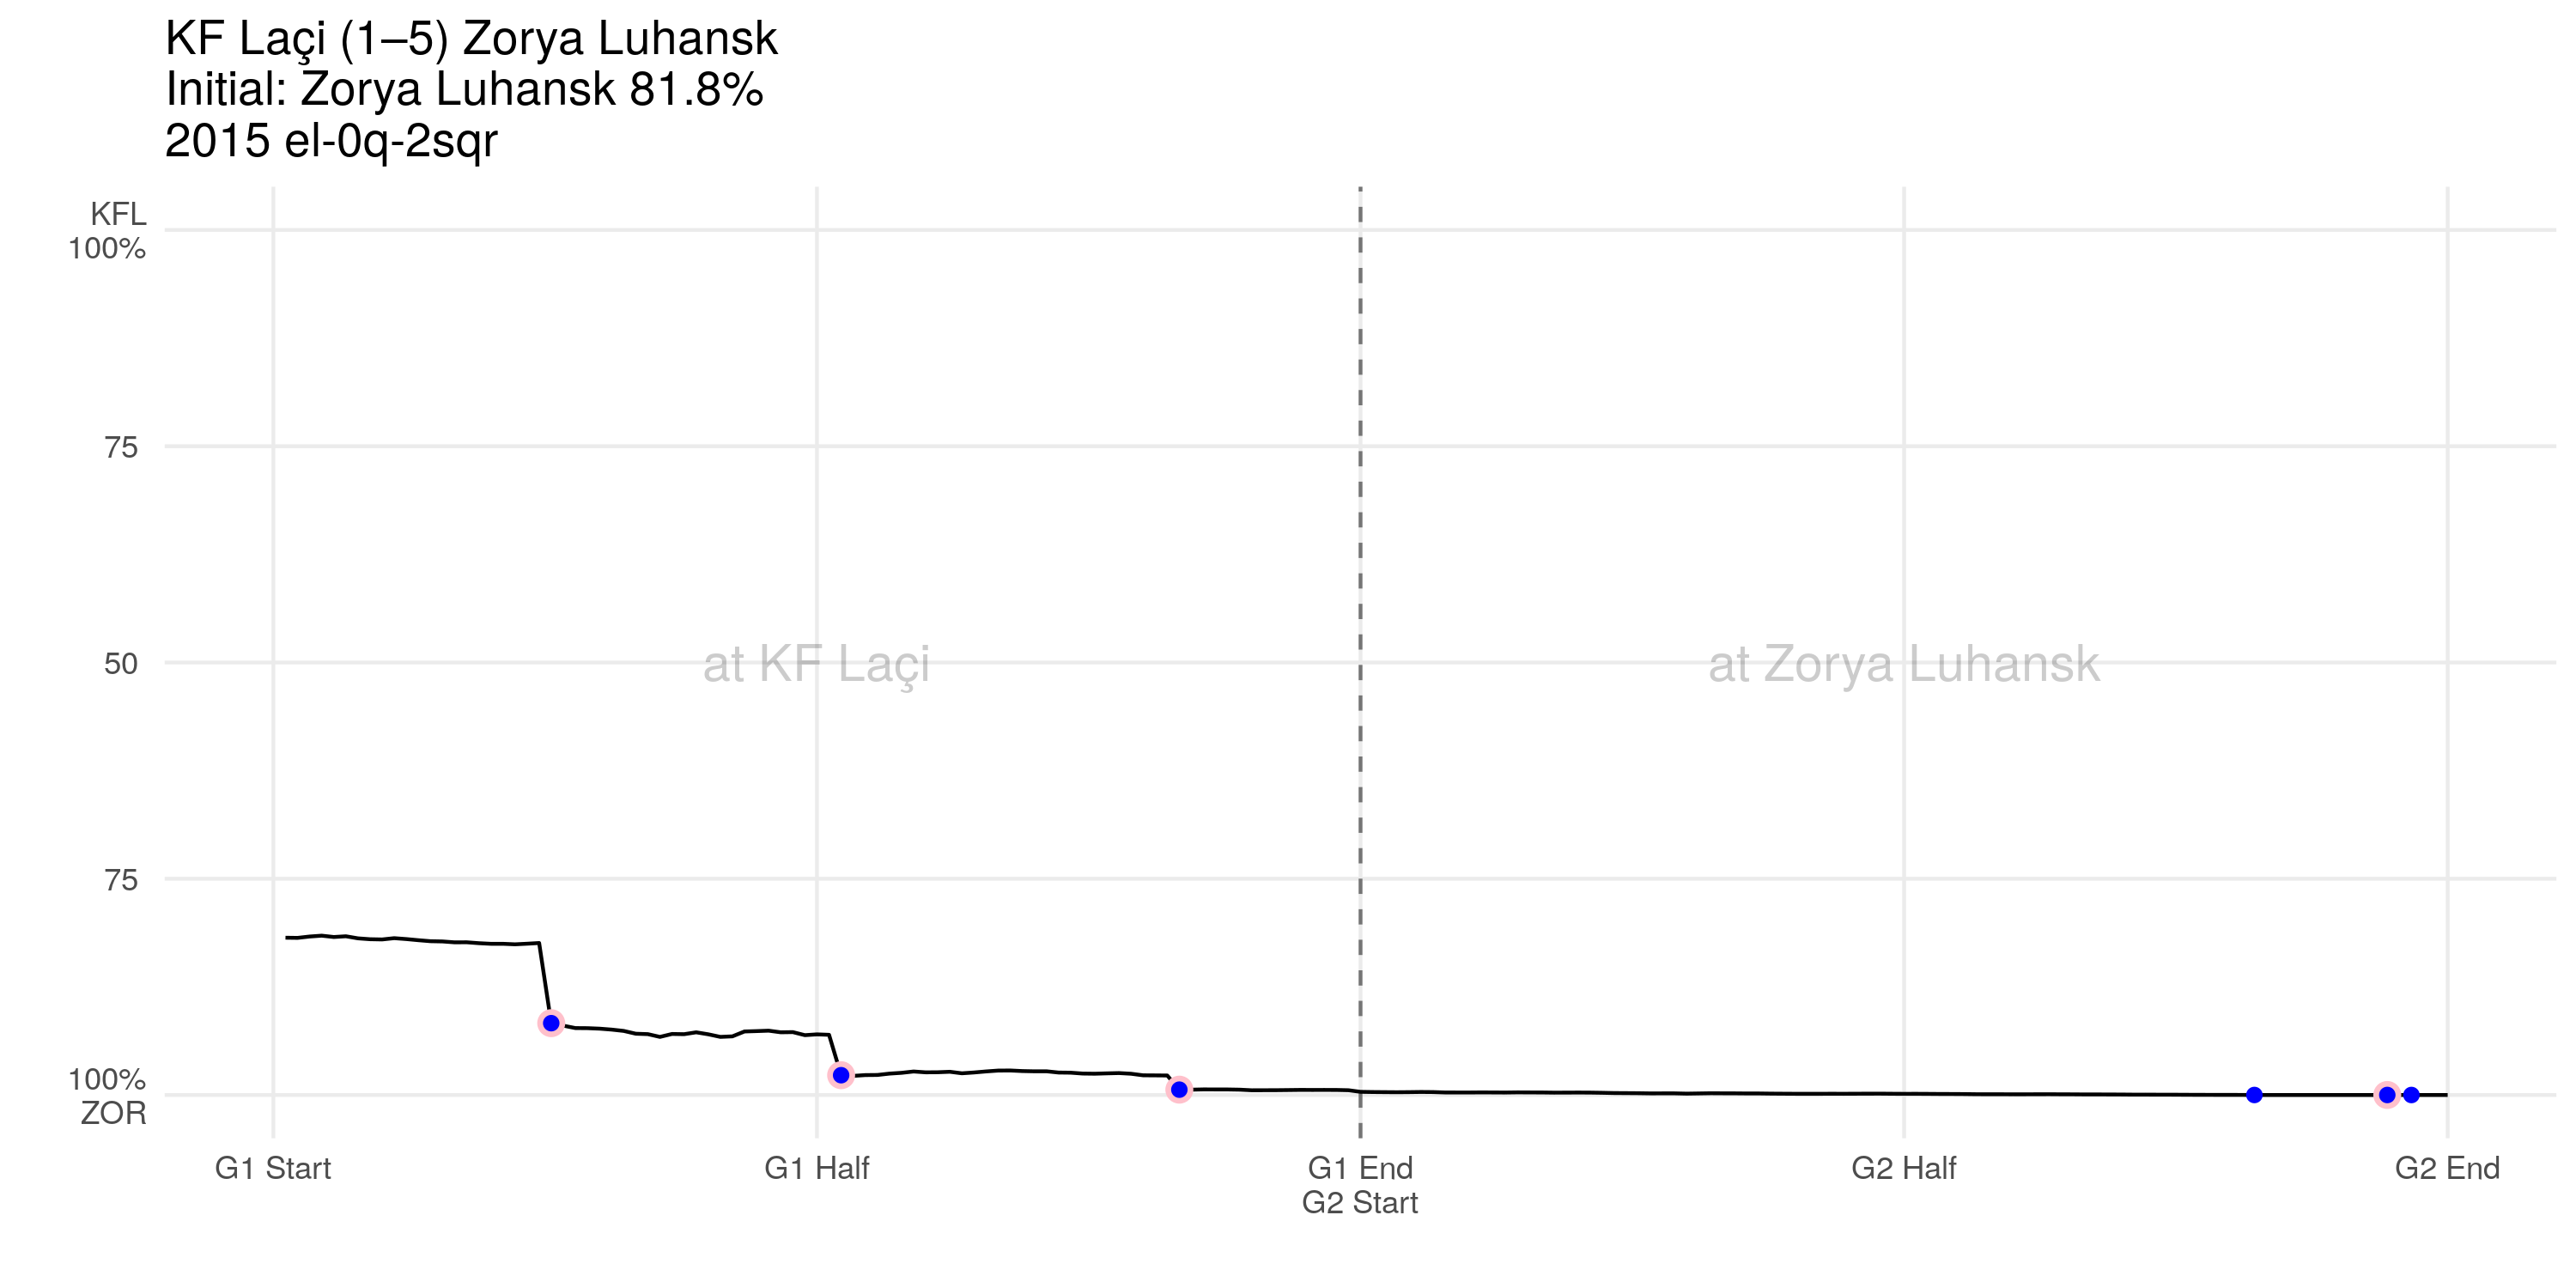 KF Laçi (1–5) Zorya Luhansk
Initial: Zorya Luhansk 81.8%
2015 el-0q-2sqr
KFL
100%
75
50
75
100%
ZOR
at KF Laçi
at Zorya Luhansk
G1 Start
G1 Half
G1 End
G2 Start
G2 Half
G2 End